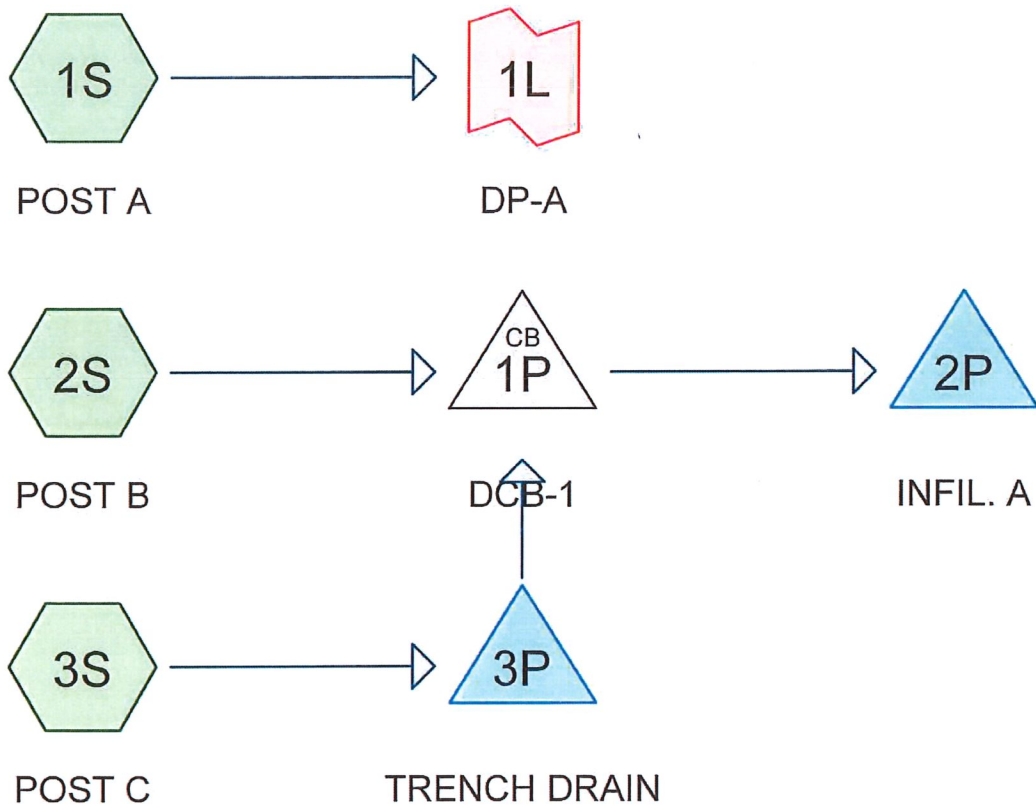 1S
1L
POST A
DP-A
2S
CB
1P
2P
POST B
DCB-1
INFIL. A
3S
3P
POST C
TRENCH DRAIN